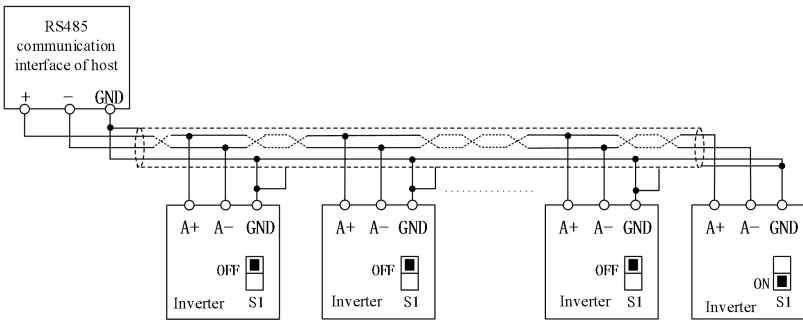 RS485
communication
interface of host
+ − GND
A+ A− GND
OFF
Inverter S1
A+ A− GND
OFF
Inverter S1
A+ A− GND
OFF
Inverter S1
A+ A− GND
ON
Inverter S1